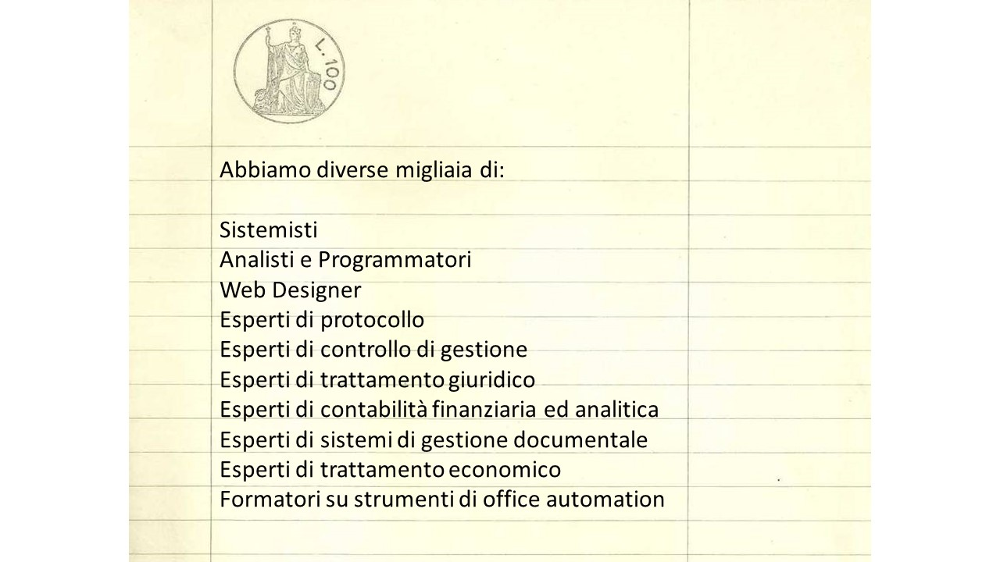 L. 100
Abbiamo diverse migliaia di:
Sistemisti
Analisti e Programmatori
Web Designer
Esperti di protocollo
Esperti di controllo di gestione
Esperti di trattamento giuridico
Esperti di contabilità finanziaria ed analitica
Esperti di sistemi di gestione documentale
Esperti di trattamento economico
Formatori su strumenti di office automation